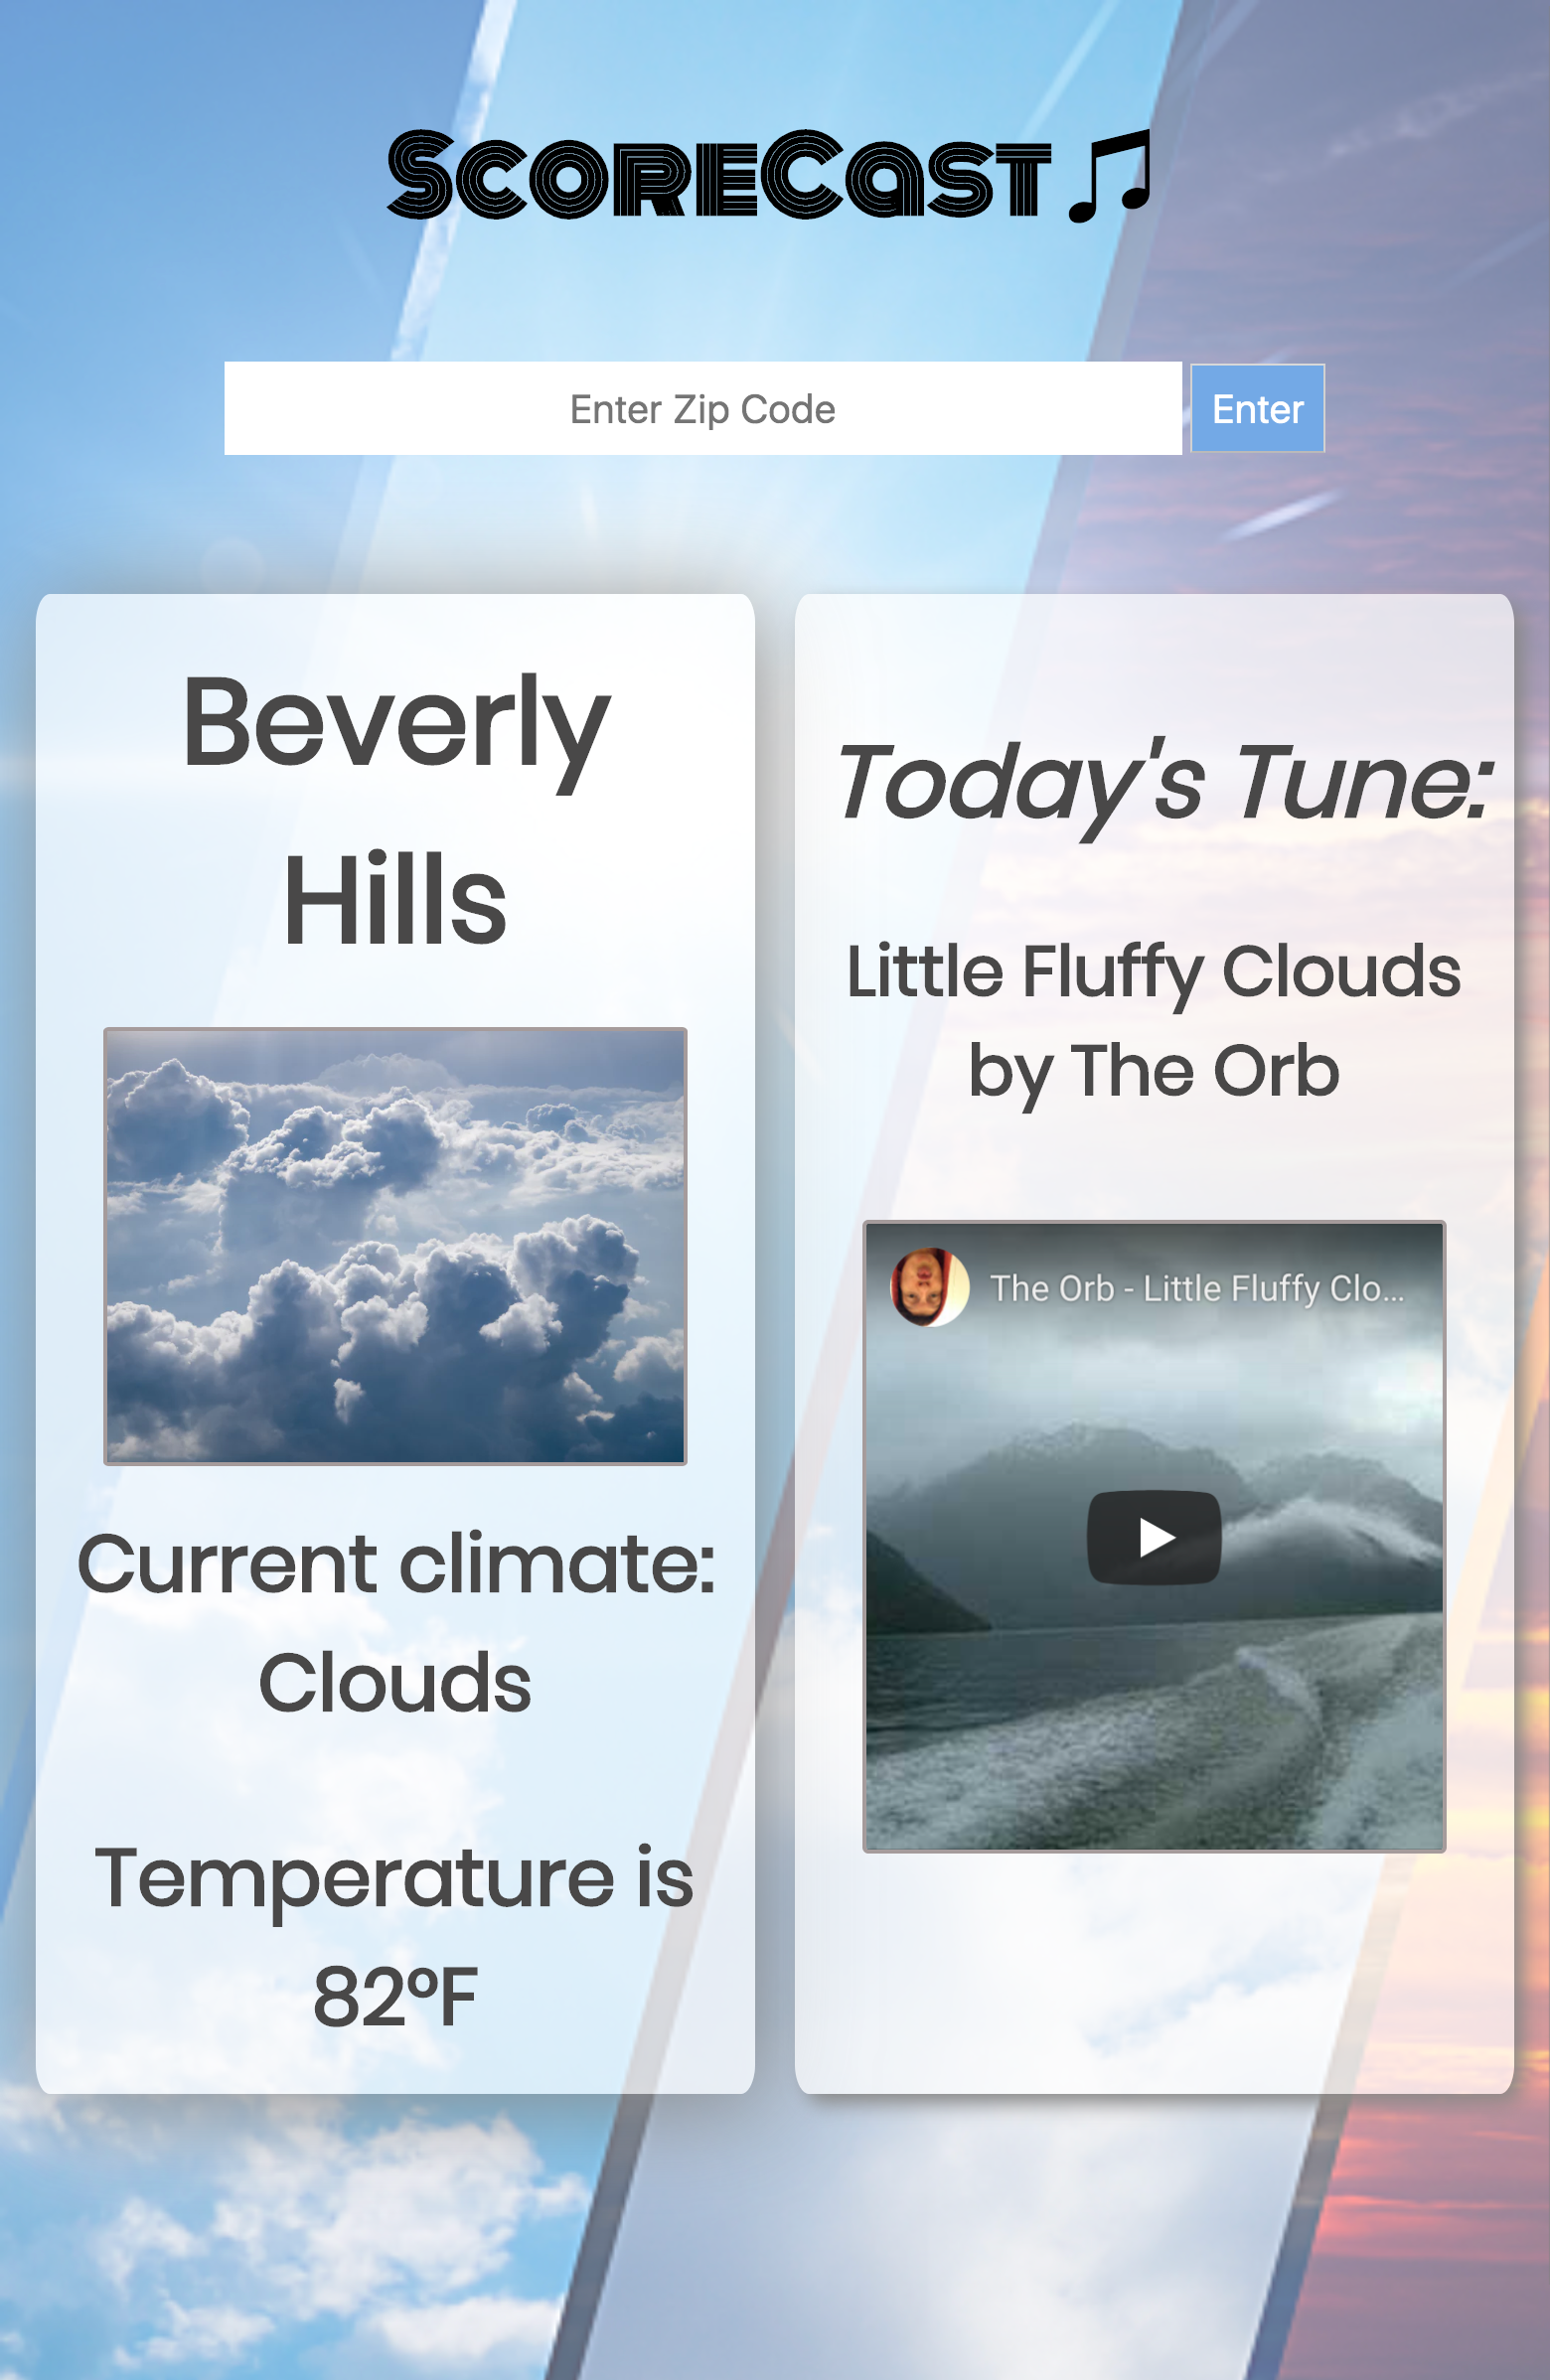 ScoreCast
Enter Zip Code
Enter
Beverly
Hills
Current climate:
Clouds
Temperature is
82°F
Today's Tune:
Little Fluffy Clouds
by The Orb
The Orb - Little Fluffy Clo...